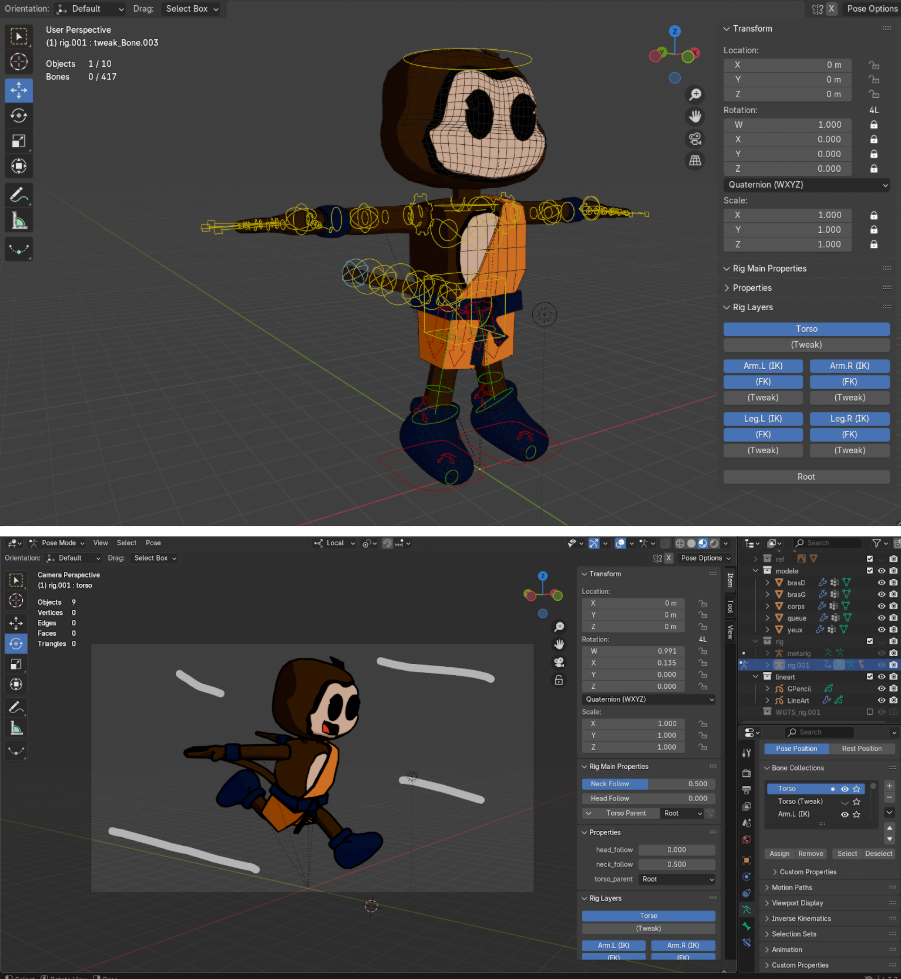 Orientation: Default Drag: Select Box X Pose Options
User Perspective
(1) rig.001 : tweak_Bone.003
Objects 1 / 10
Bones 0 / 417
Z
Transform
Location:
X 0 m
Y 0 m
Z 0 m
Rotation: 4L
W 1.000
X 0.000
Y 0.000
Z 0.000
Quaternion (WXYZ)
Scale:
X 1.000
Y 1.000
Z 1.000
Rig Main Properties
Properties
Rig Layers
Torso
(Tweak)
Arm.L (IK) Arm.R (IK)
(FK) (FK)
(Tweak) (Tweak)
Leg.L (IK) Leg.R (IK)
(FK) (FK)
(Tweak) (Tweak)
Root
Pose Mode View Select Pose Local
Orientation: Default Drag: Select Box X Pose Options
Camera Perspective
(1) rig.001 : torso
Objects 9
Vertices 0
Edges 0
Faces 0
Triangles 0
Z
Transform
Location:
X 0 m
Y 0 m
Z 0 m
Rotation: 4L
W 0.991
X 0.135
Y 0.000
Z 0.000
Quaternion (WXYZ)
Scale:
X 1.000
Y 1.000
Z 1.000
Rig Main Properties
Neck Follow 0.500
Head Follow 0.000
Torso Parent Root
Properties
head_follow 0.000
neck_follow 0.500
torso_parent Root
Rig Layers
Torso
(Tweak)
Arm.L (IK) Arm.R (IK)
(FK) (FK)
Item
Tool
View
Search
ref
modele
brasD
brasG
corps
queue
yeux
rig
metarig
rig.001
lineart
GPencil
LineArt
WGTS_rig.001
Search
Pose Position Rest Position
Bone Collections
Torso
Torso (Tweak)
Arm.L (IK)
Assign Remove Select Deselect
Custom Properties
Motion Paths
Viewport Display
Inverse Kinematics
Selection Sets
Animation
Custom Properties